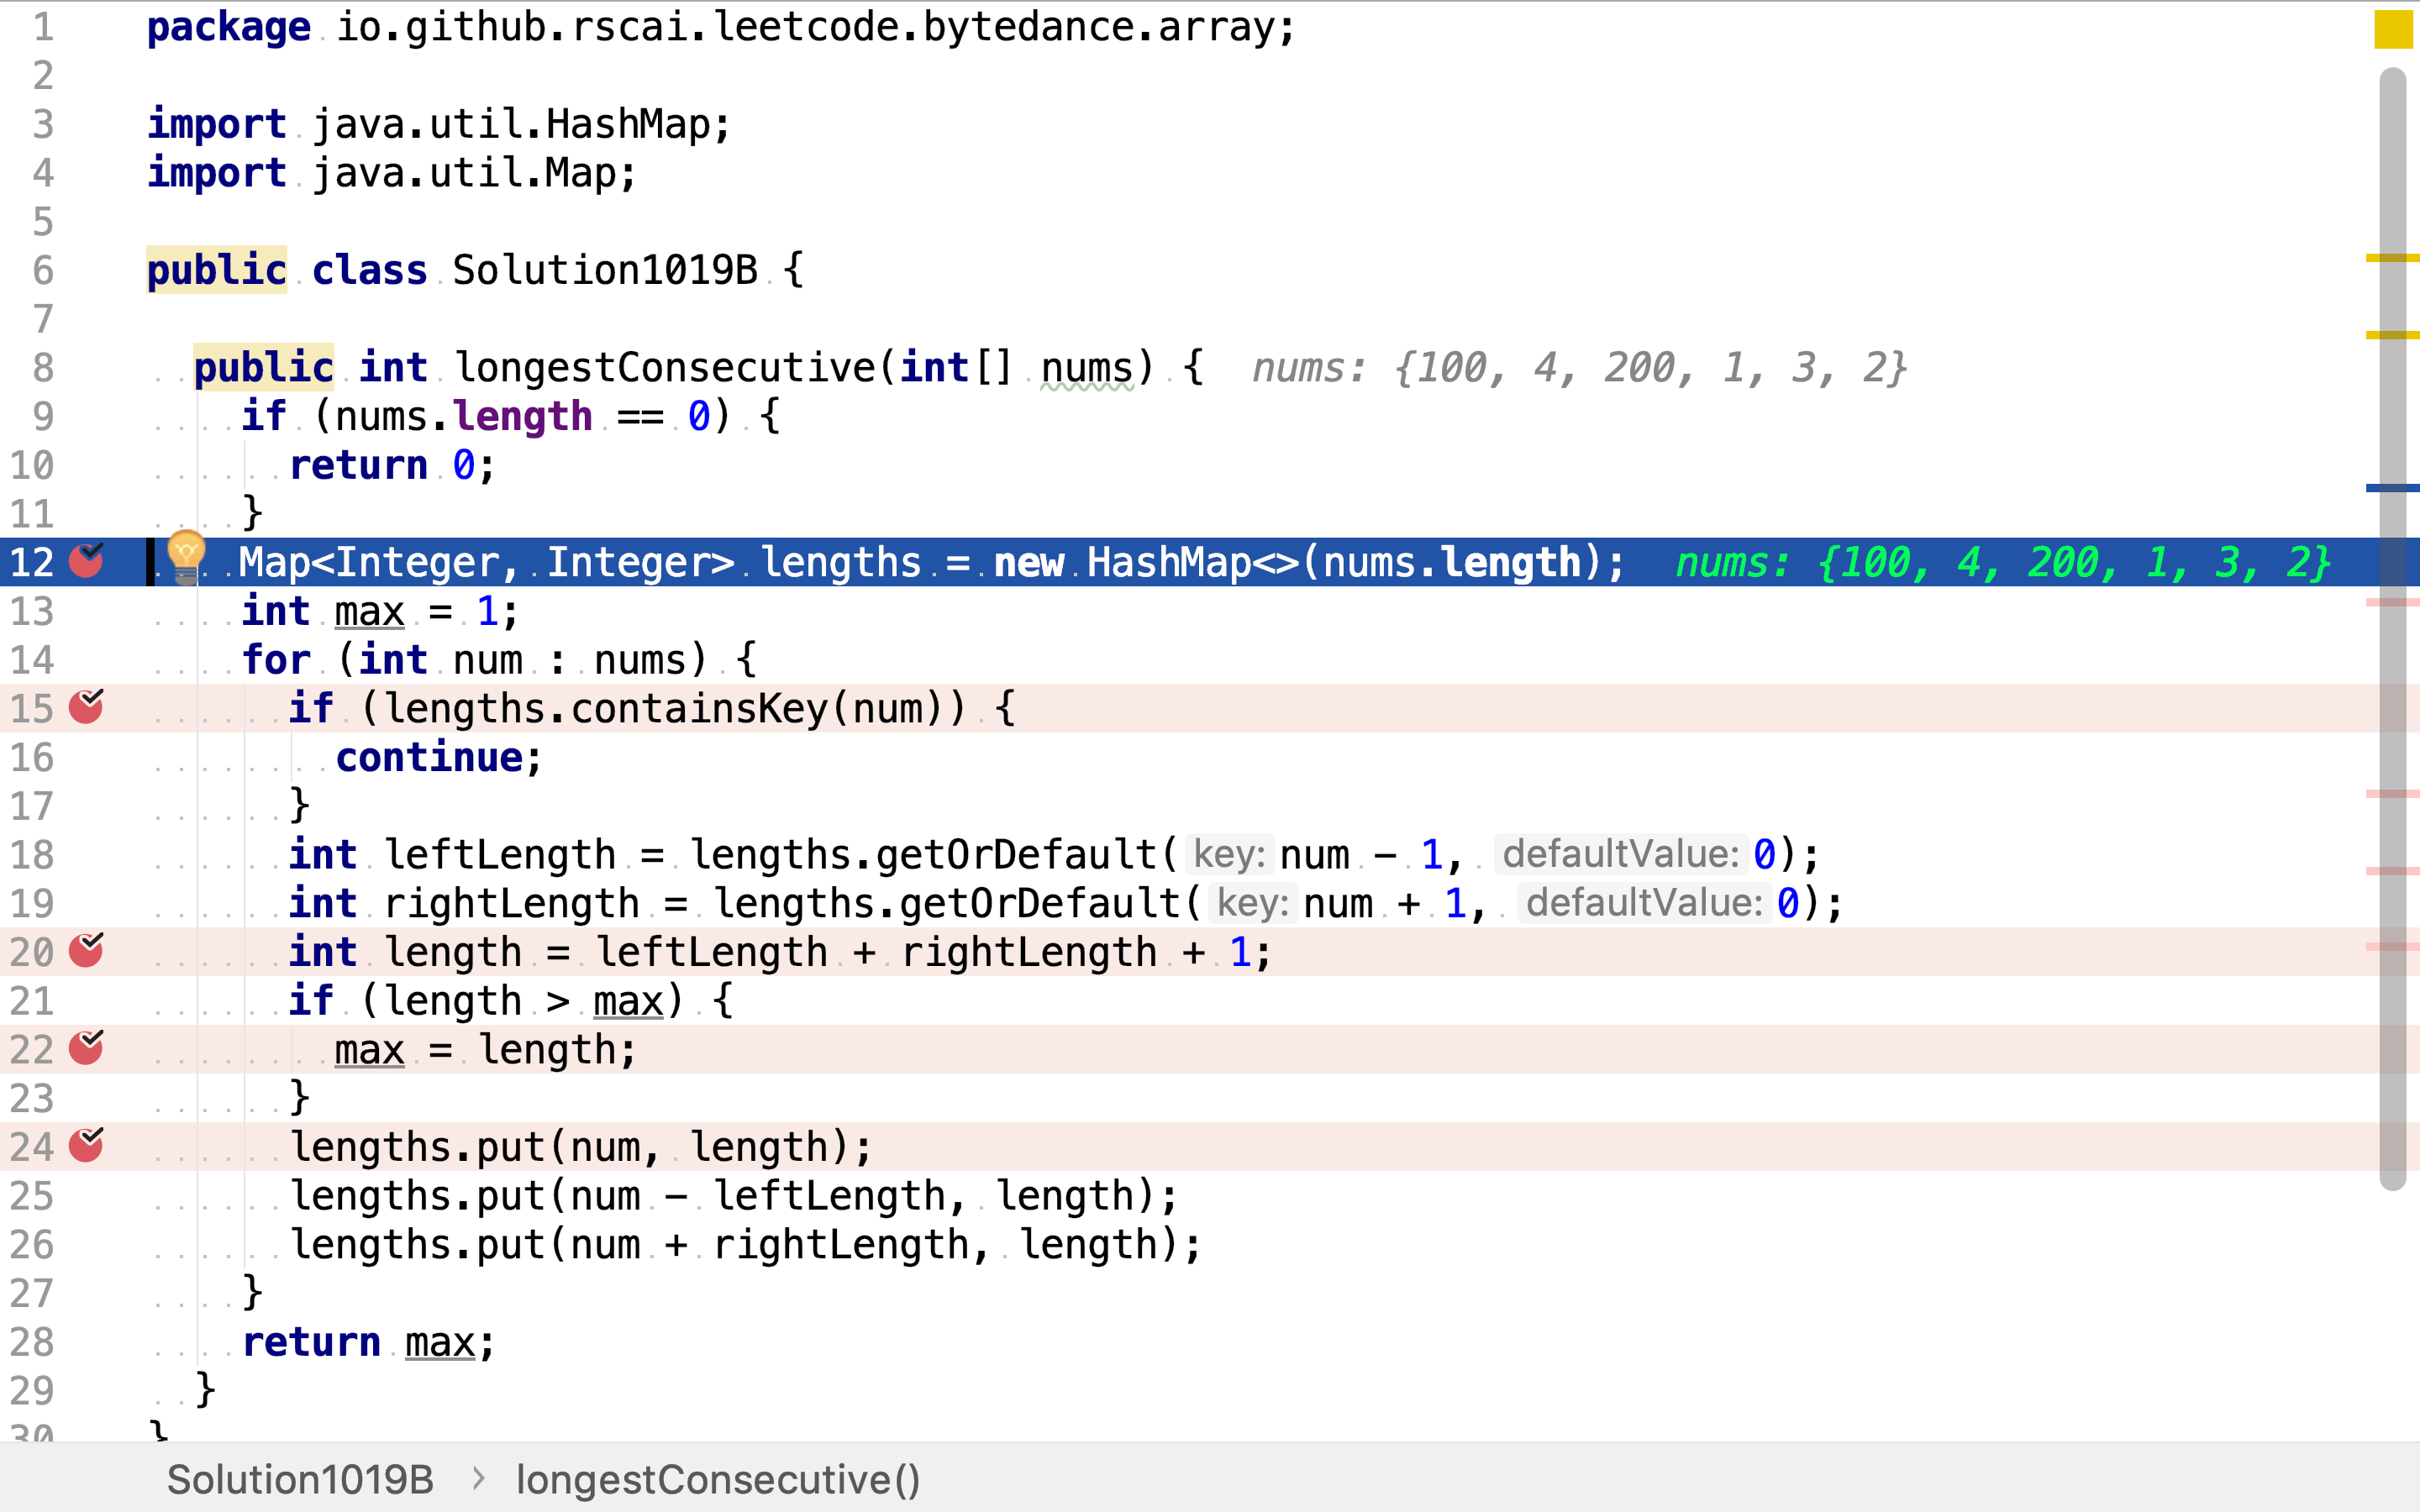 1 package io.github.rscai.leetcode.bytedance.array;
2
3 import java.util.HashMap;
4 import java.util.Map;
5
6 public class Solution1019B {
7
8 public int longestConsecutive(int[] nums) { nums: {100, 4, 200, 1, 3, 2}
9 if (nums.length == 0) {
10 return 0;
11 }
12 Map<Integer, Integer> lengths = new HashMap<>(nums.length); nums: {100, 4, 200, 1, 3, 2}
13 int max = 1;
14 for (int num : nums) {
15 if (lengths.containsKey(num)) {
16 continue;
17 }
18 int leftLength = lengths.getOrDefault( key: num - 1, defaultValue: 0);
19 int rightLength = lengths.getOrDefault( key: num + 1, defaultValue: 0);
20 int length = leftLength + rightLength + 1;
21 if (length > max) {
22 max = length;
23 }
24 lengths.put(num, length);
25 lengths.put(num - leftLength, length);
26 lengths.put(num + rightLength, length);
27 }
28 return max;
29 }
30 }
Solution1019B > longestConsecutive()